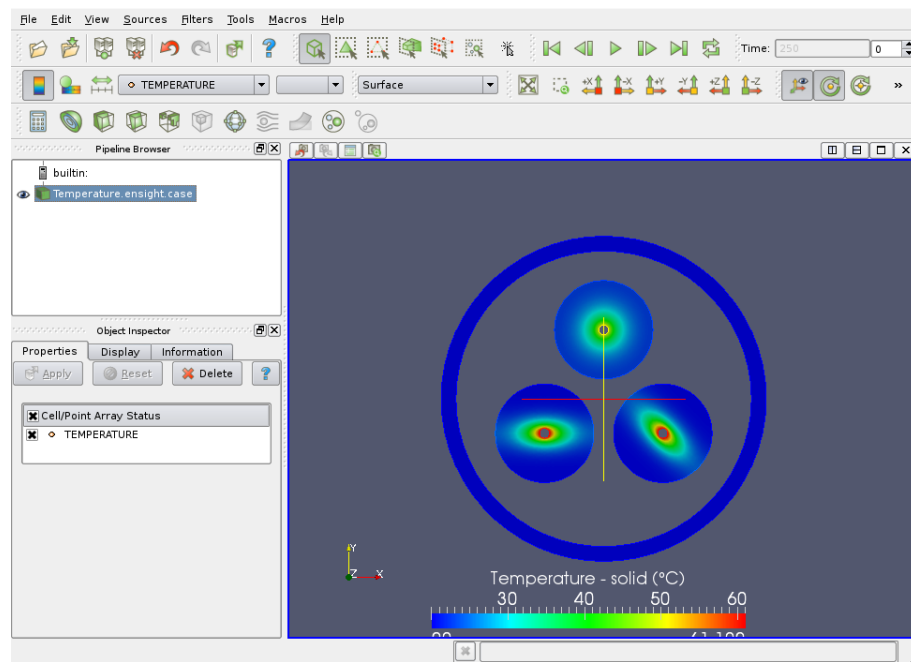 File Edit View Sources Filters Tools Macros Help
Time: 250 0
TEMPERATURE Surface
+X -X +Y -Y +Z -Z »
Pipeline Browser
builtin:
Temperature.ensight.case
Object Inspector
Properties Display Information
Apply Reset Delete ?
Cell/Point Array Status
TEMPERATURE
Y
Z X
Temperature - solid (°C)
30 40 50 60